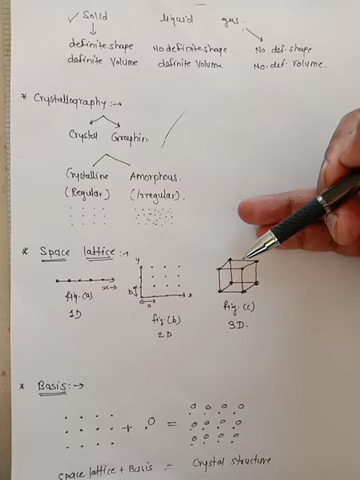 ✓ Solid liquid gas.
definite shape No definite shape No def. shape
definite Volume definite Volume No. def. volume.
* Crystallography :→
Crystal Graphin
Crystalline Amorphous.
(Regular) (Irregular).
* Space lattice :→
y
b
a
x
x→
fig. (a) fig. (b) fig. (c)
1D 2D 3D.
* Basis :→
+ =
Space lattice + Basis = Crystal structure